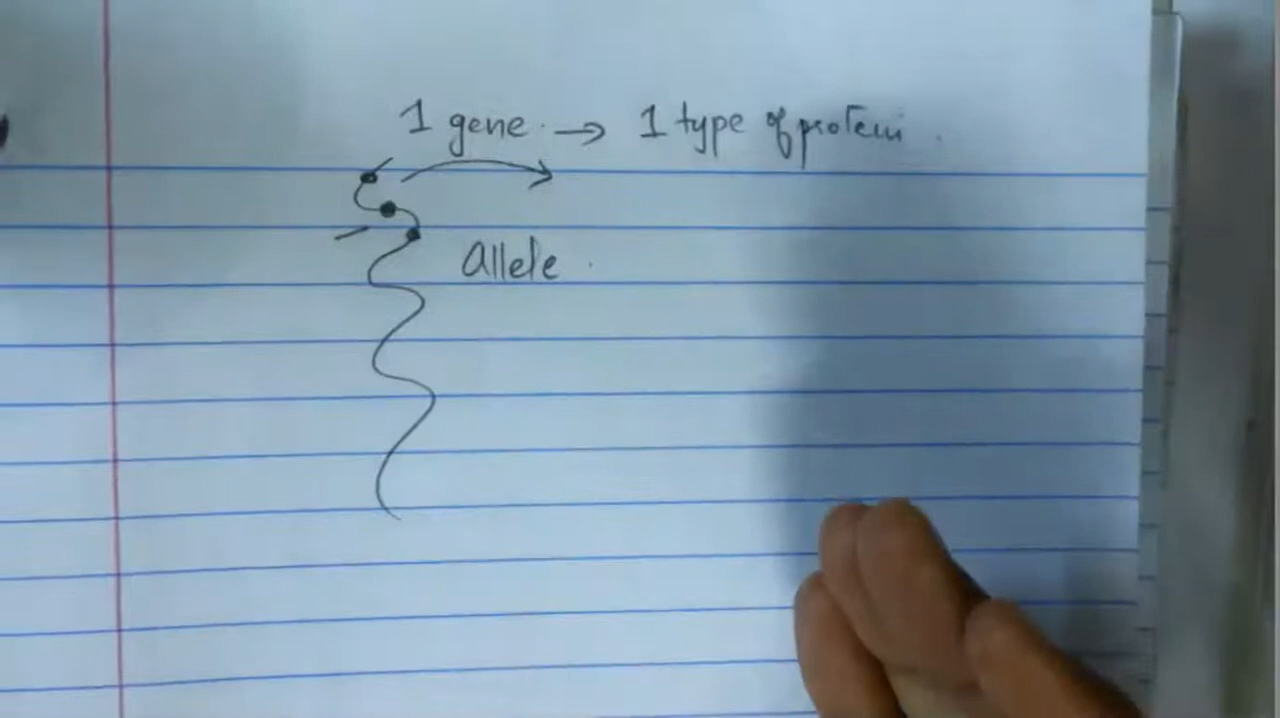 1 gene → 1 type of protein.
allele.